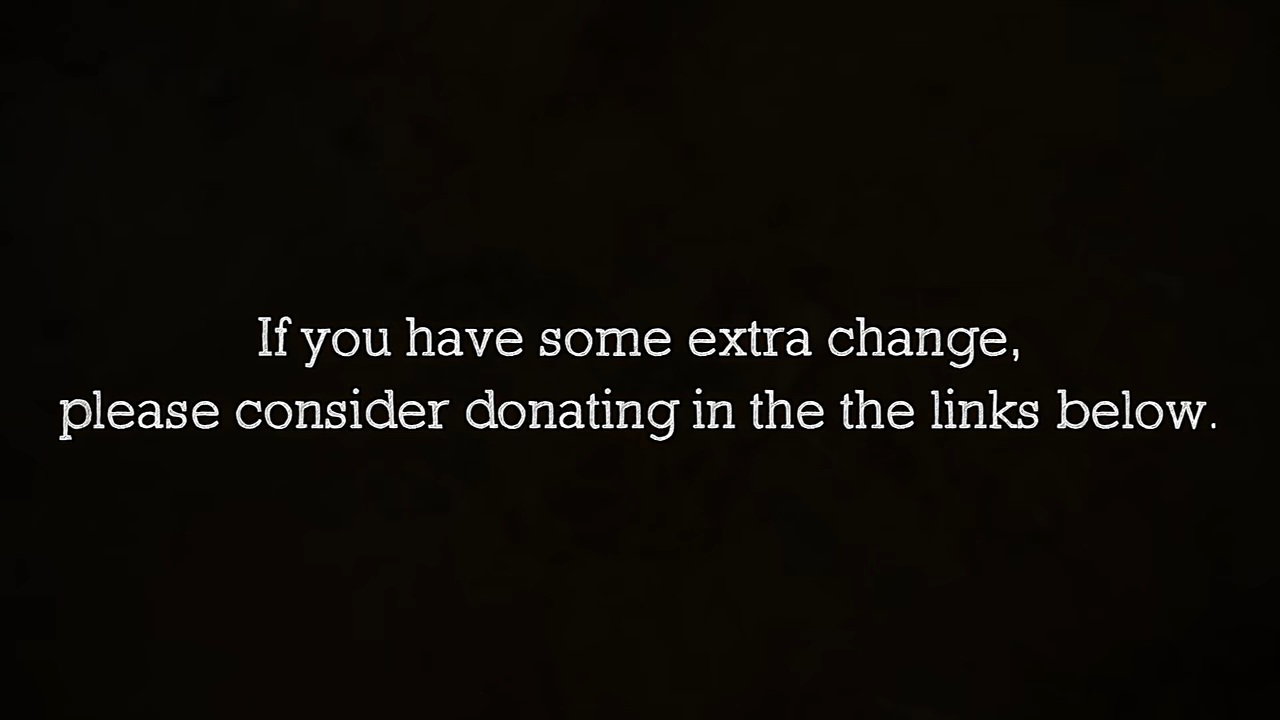 If you have some extra change,
please consider donating in the the links below.